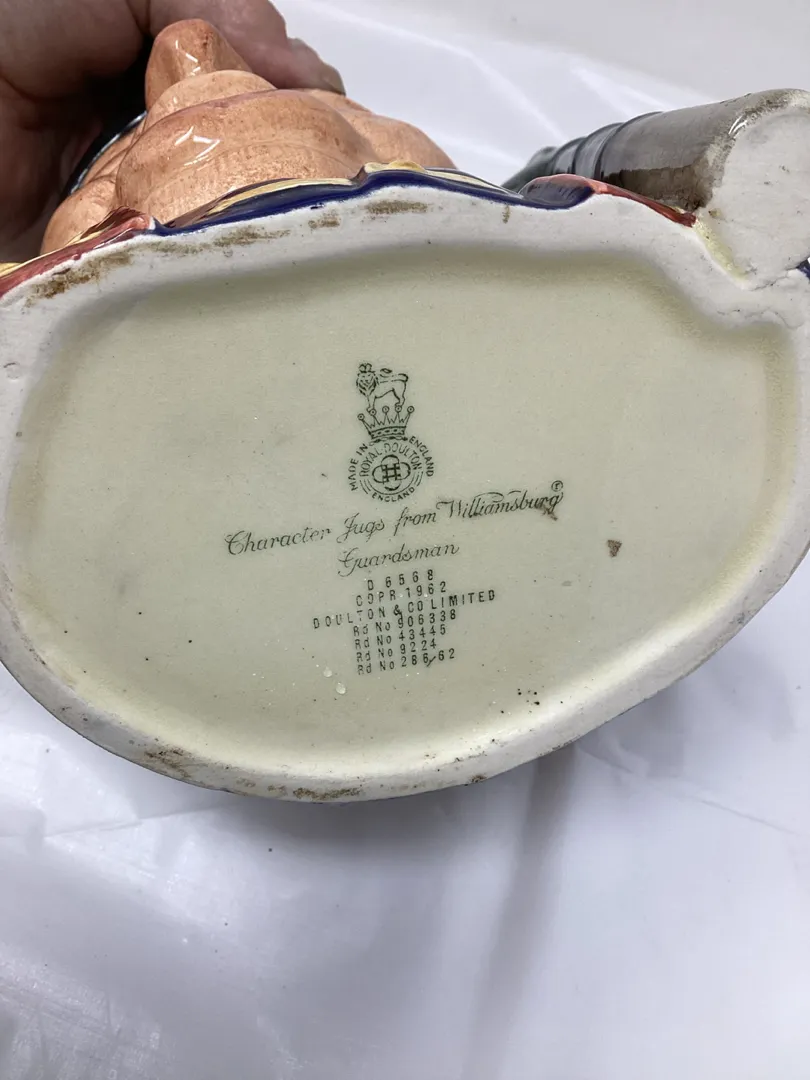 MADE IN ENGLAND
ROYAL DOULTON
ENGLAND
Character Jugs from Williamsburg®
Guardsman
D 6568
COPR 1962
DOULTON & CO LIMITED
Rd No 906338
Rd No 43445
Rd No 9224
Rd No 286/62